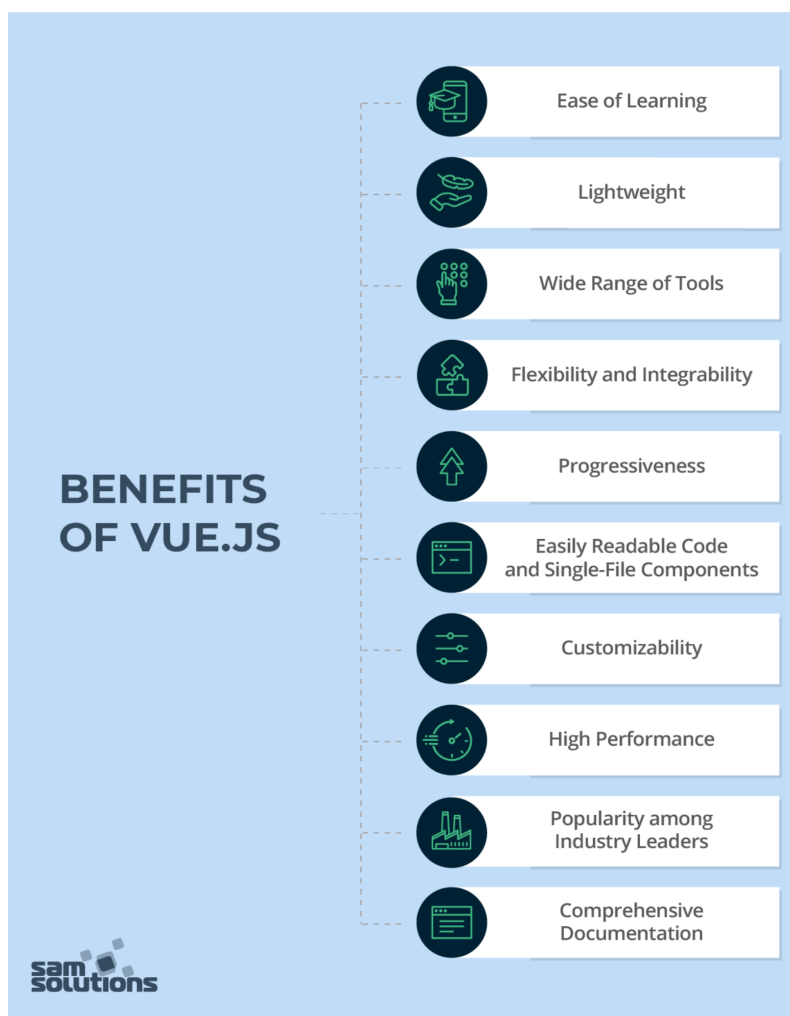 BENEFITS
OF VUE.JS
Ease of Learning
Lightweight
Wide Range of Tools
Flexibility and Integrability
Progressiveness
Easily Readable Code
and Single-File Components
Customizability
High Performance
Popularity among
Industry Leaders
Comprehensive
Documentation
sam
solutions